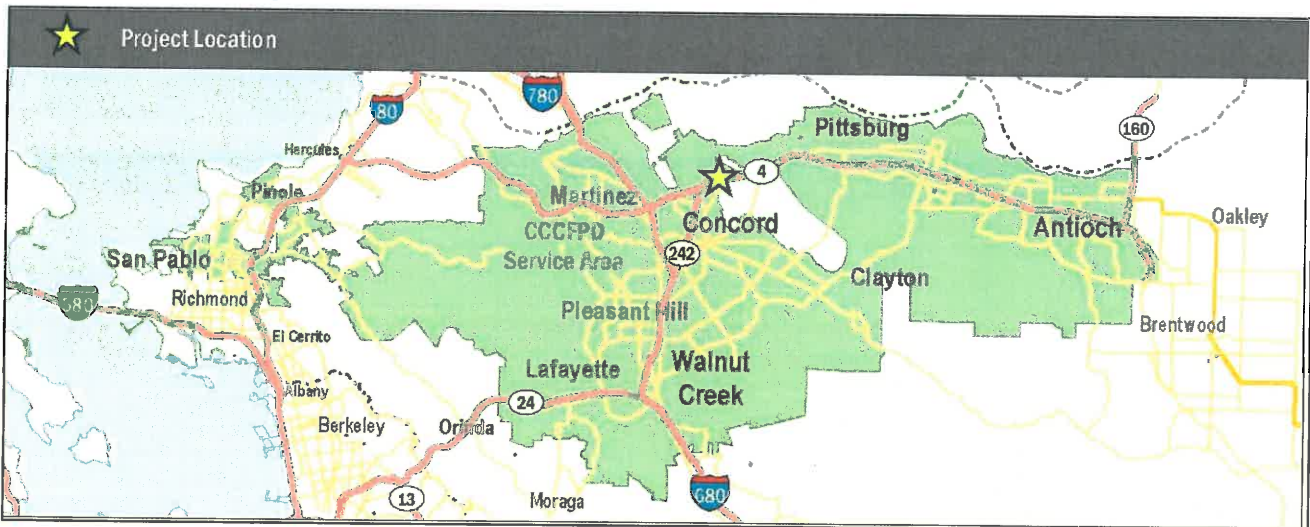 Project Location
780
80
160
Pittsburg
Hercules
4
Pinole
Martinez
Oakley
Concord
Antioch
CCCFPD
Service Area
242
San Pablo
Clayton
Richmond
680
Pleasant Hill
Brentwood
El Cerrito
Lafayette
Walnut
Creek
Albany
24
Berkeley
Orinda
680
13
Moraga